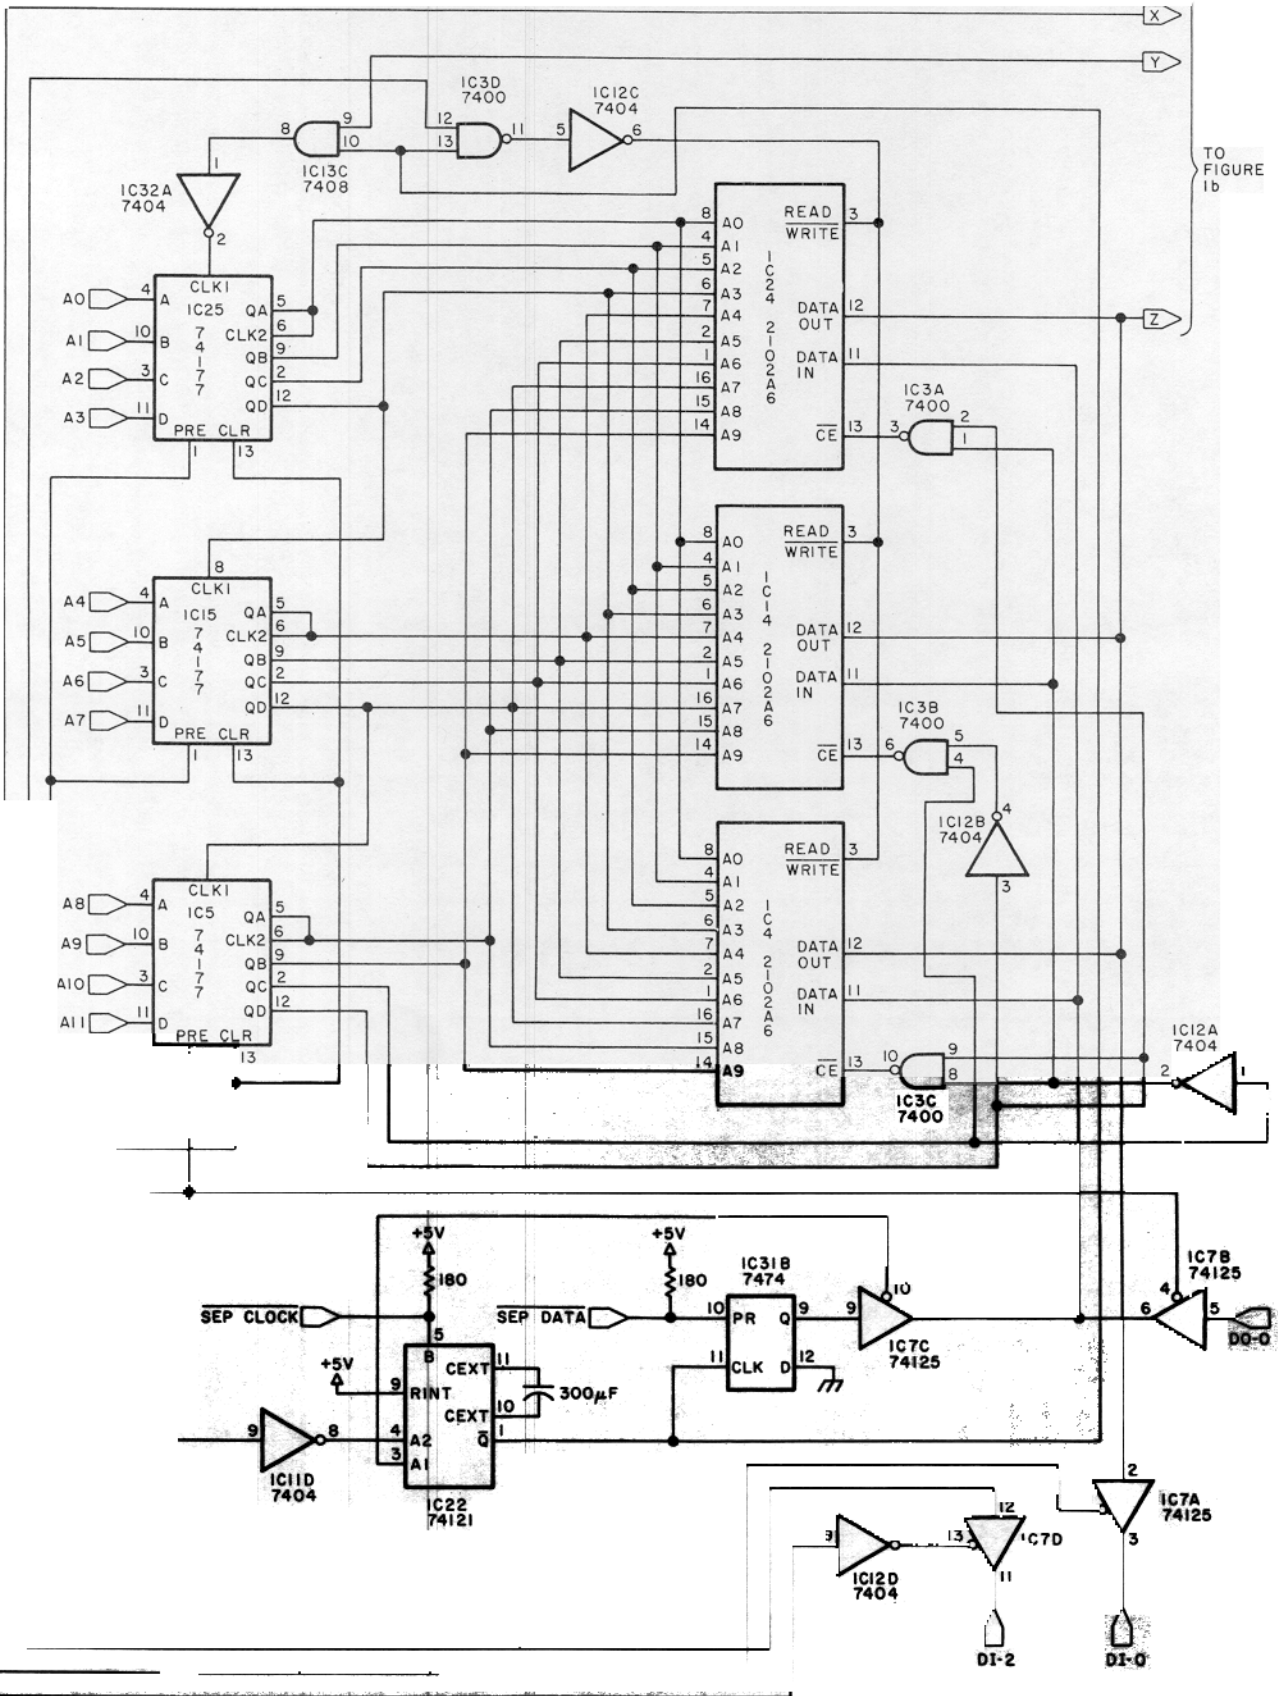 X
Y
IC3D
7400
IC12C
7404
9
8
10
12
13
11
5
6
IC13C
7408
TO
FIGURE
1b
1
IC32A
7404
2
8 A0 READ 3
WRITE
4 A1
5 A2
6 A3
7 A4
2 A5
1 A6
16 A7
15 A8
14 A9
IC24 2102A6
DATA OUT 12
DATA IN 11
CE 13
Z
CLK1
IC25
74177
A0 4 A
A1 10 B
A2 3 C
A3 11 D
QA 5
CLK2 6
QB 9
QC 2
QD 12
PRE CLR
1 13
IC3A
7400
3 2
1
8 A0 READ 3
WRITE
4 A1
5 A2
6 A3
7 A4
2 A5
1 A6
16 A7
15 A8
14 A9
IC14 2102A6
DATA OUT 12
DATA IN 11
CE 13
8
CLK1
IC15
74177
A4 4 A
A5 10 B
A6 3 C
A7 11 D
QA 5
CLK2 6
QB 9
QC 2
QD 12
PRE CLR
1 13
IC3B
7400
6 5
4
4
IC12B
7404
3
8 A0 READ 3
WRITE
4 A1
5 A2
6 A3
7 A4
2 A5
1 A6
16 A7
15 A8
14 A9
IC4 2102A6
DATA OUT 12
DATA IN 11
CE 13
CLK1
IC5
74177
A8 4 A
A9 10 B
A10 3 C
A11 11 D
QA 5
CLK2 6
QB 9
QC 2
QD 12
PRE CLR
13
10 9
8
IC3C
7400
IC12A
7404
2 1
+5V
180
SEP CLOCK
+5V
180
SEP DATA
IC31B
7474
10 PR Q 9
11 CLK D 12
9 10
IC7C
74125
IC7B
74125
4
6 5
DO-0
5
B
+5V
9 RINT
CEXT 11
CEXT 10
300μF
9 8
IC11D
7404
4 A2
3 A1
Q 1
IC22
74121
2
IC7A
74125
3
9
IC12D
7404
12
13
IC7D
11
DI-2
DI-0